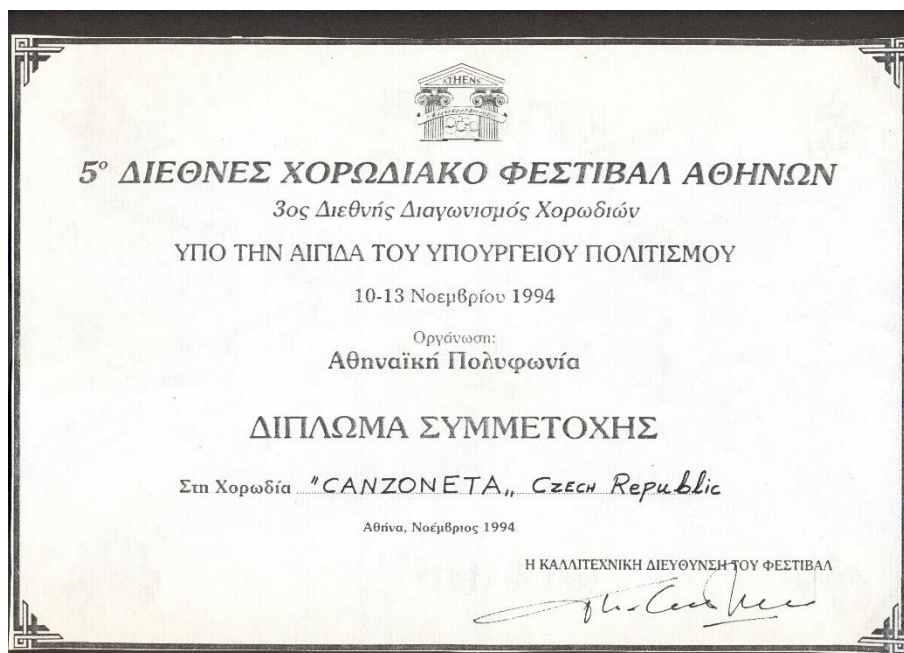 ATHENS
5º ΔΙΕΘΝΕΣ ΧΟΡΩΔΙΑΚΟ ΦΕΣΤΙΒΑΛ ΑΘΗΝΩΝ
3ος Διεθνής Διαγωνισμός Χορωδιών
ΥΠΟ ΤΗΝ ΑΙΓΙΔΑ ΤΟΥ ΥΠΟΥΡΓΕΙΟΥ ΠΟΛΙΤΙΣΜΟΥ
10-13 Νοεμβρίου 1994
Οργάνωση:
Αθηναϊκή Πολυφωνία
ΔΙΠΛΩΜΑ ΣΥΜΜΕΤΟΧΗΣ
Στη Χορωδία "CANZONETA„ CZECH Republic
Αθήνα, Νοέμβριος 1994
Η ΚΑΛΛΙΤΕΧΝΙΚΗ ΔΙΕΥΘΥΝΣΗ ΤΟΥ ΦΕΣΤΙΒΑΛ